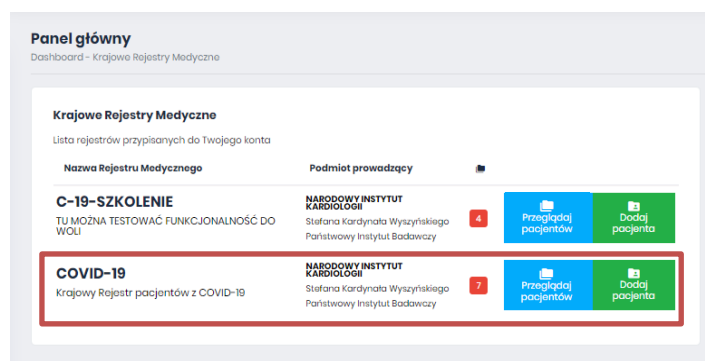 Panel główny
Dashboard - Krajowe Rejestry Medyczne
Krajowe Rejestry Medyczne
Lista rejestrów przypisanych do Twojego konta
Nazwa Rejestru Medycznego Podmiot prowadzący
C-19-SZKOLENIE
TU MOŻNA TESTOWAĆ FUNKCJONALNOŚĆ DO
WOLI
NARODOWY INSTYTUT
KARDIOLOGII
Stefana Kardynała Wyszyńskiego
Państwowy Instytut Badawczy
4
Przeglądaj
pacjentów
Dodaj
pacjenta
COVID-19
Krajowy Rejestr pacjentów z COVID-19
NARODOWY INSTYTUT
KARDIOLOGII
Stefana Kardynała Wyszyńskiego
Państwowy Instytut Badawczy
7
Przeglądaj
pacjentów
Dodaj
pacjenta